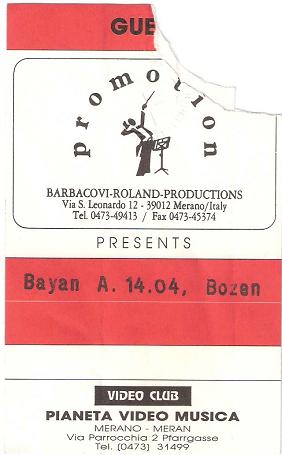 GUE
promotion
BARBACOVI-ROLAND-PRODUCTIONS
Via S. Leonardo 12 - 39012 Merano/Italy
Tel. 0473-49413 / Fax 0473-45374
PRESENTS
Bayan A. 14.04, Bozen
VIDEO CLUB
PIANETA VIDEO MUSICA
MERANO - MERAN
Via Parrocchia 2 Pfarrgasse
Tel. (0473) 31499